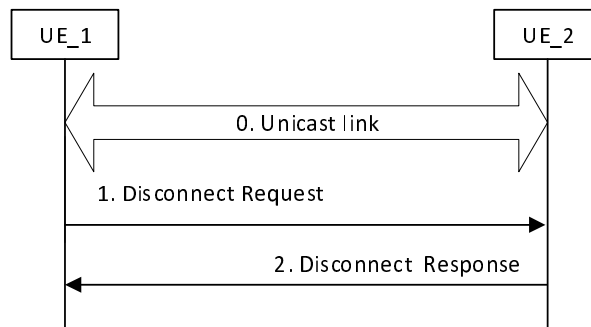 UE_1
UE_2
0. Unicast link
1. Disconnect Request
2. Disconnect Response